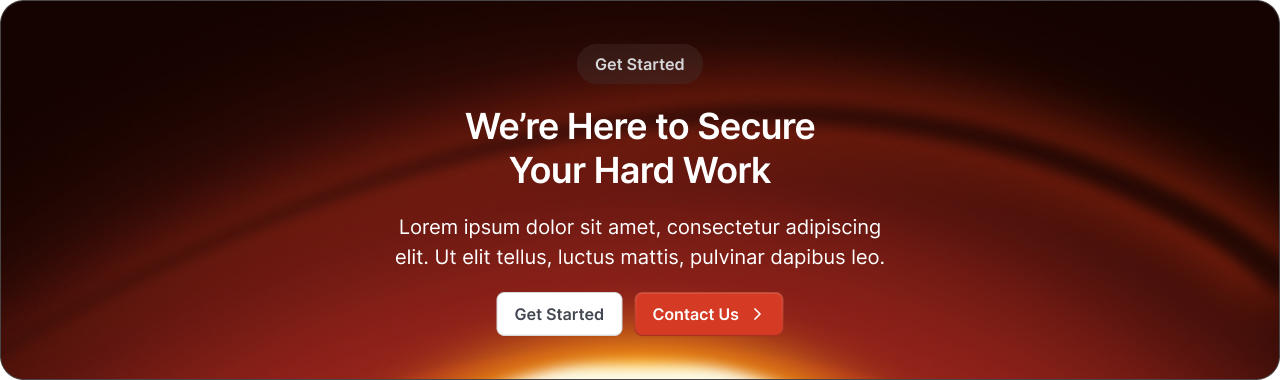 Get Started
We’re Here to Secure
Your Hard Work
Lorem ipsum dolor sit amet, consectetur adipiscing
elit. Ut elit tellus, luctus mattis, pulvinar dapibus leo.
Get Started
Contact Us